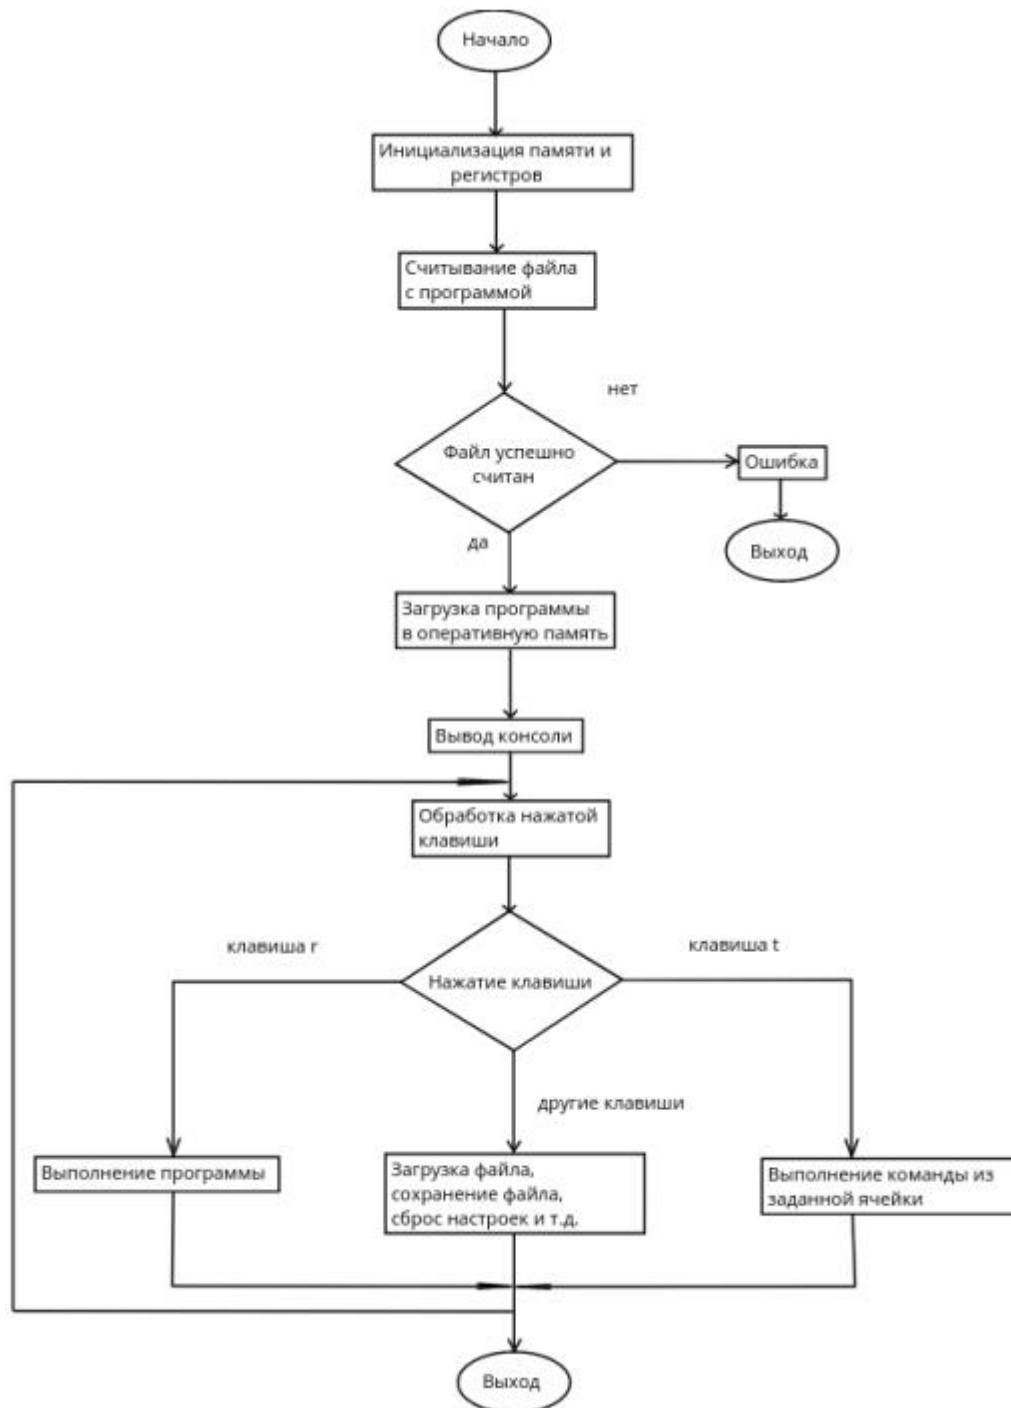 Начало
Инициализация памяти и
регистров
Считывание файла
с программой
нет
Файл успешно
считан
Ошибка
да
Выход
Загрузка программы
в оперативную память
Вывод консоли
Обработка нажатой
клавиши
клавиша r
клавиша t
Нажатие клавиши
другие клавиши
Выполнение программы
Загрузка файла,
сохранение файла,
сброс настроек и т.д.
Выполнение команды из
заданной ячейки
Выход